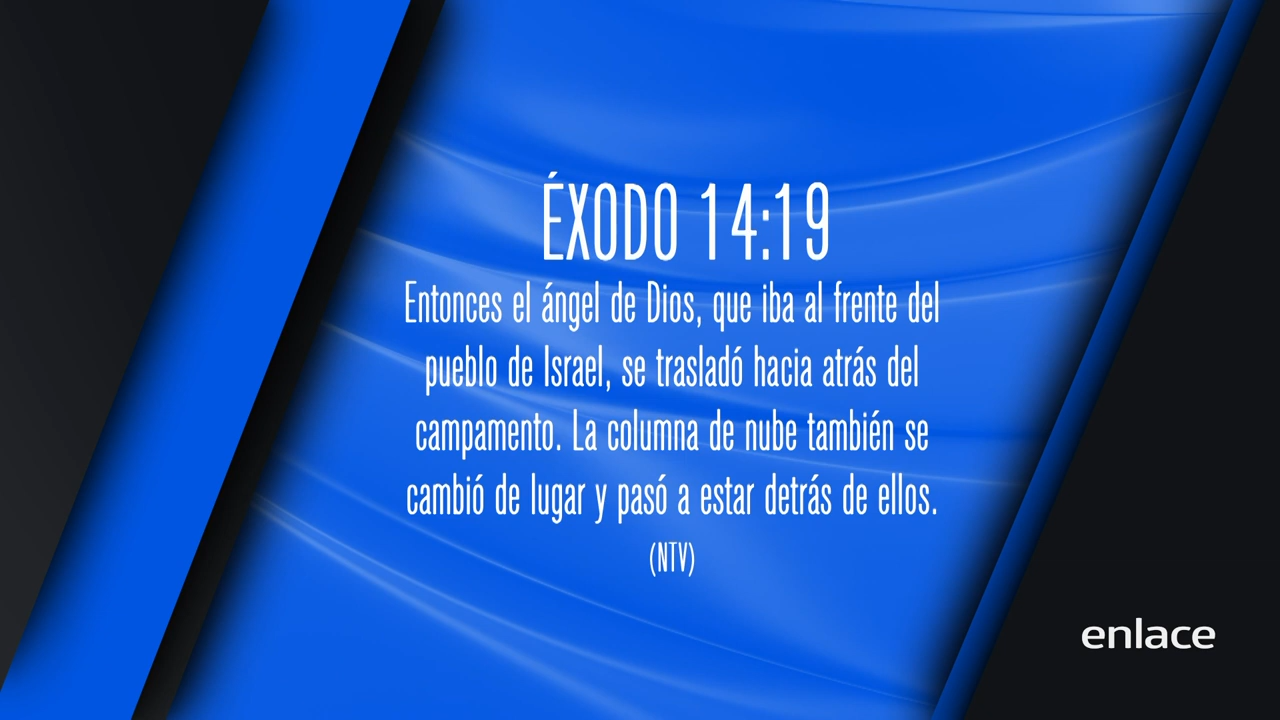 ÉXODO 14:19
Entonces el ángel de Dios, que iba al frente del
pueblo de Israel, se trasladó hacia atrás del
campamento. La columna de nube también se
cambió de lugar y pasó a estar detrás de ellos.
(NTV)
enlace